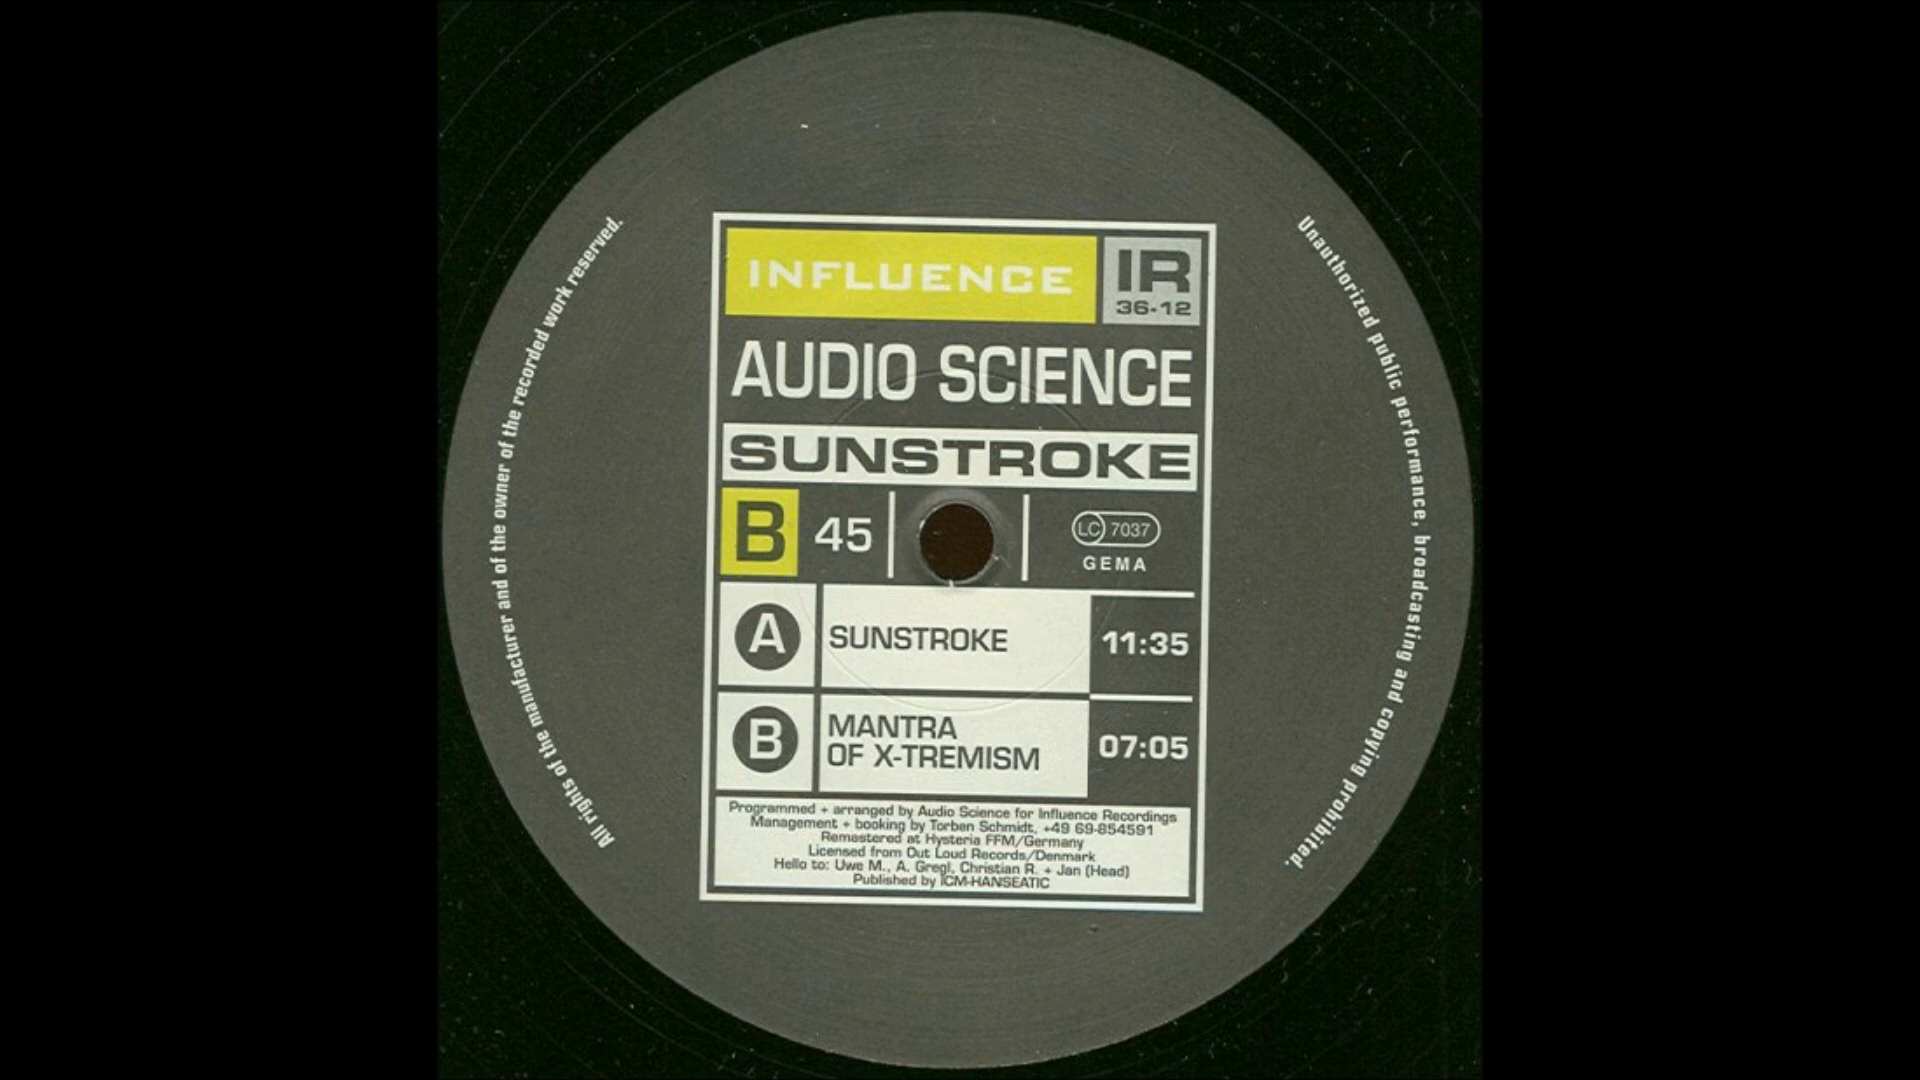 INFLUENCE
IR
36-12
AUDIO SCIENCE
SUNSTROKE
B 45
LC 7037
GEMA
A SUNSTROKE 11:35
B MANTRA
OF X-TREMISM 07:05
Programmed + arranged by Audio Science for Influence Recordings
Management + booking by Torben Schmidt, +49 69-854591
Remastered at Hysteria FFM/Germany
Licensed from Out Loud Records/Denmark
Hello to: Uwe M., A. Gregl, Christian R. + Jan (Head)
Published by ICM-HANSEATIC
All rights of the manufacturer and of the owner of the recorded work reserved.
Unauthorized public performance, broadcasting and copying prohibited.